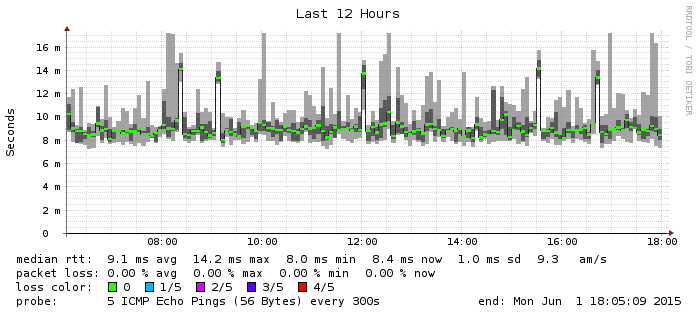 Last 12 Hours
RRDTOOL / TOBI OETIKER
Seconds
16 m
14 m
12 m
10 m
8 m
6 m
4 m
2 m
0
08:00 10:00 12:00 14:00 16:00 18:00
median rtt: 9.1 ms avg 14.2 ms max 8.0 ms min 8.4 ms now 1.0 ms sd 9.3 am/s
packet loss: 0.00 % avg 0.00 % max 0.00 % min 0.00 % now
loss color: 0 1/5 2/5 3/5 4/5
probe: 5 ICMP Echo Pings (56 Bytes) every 300s end: Mon Jun 1 18:05:09 2015